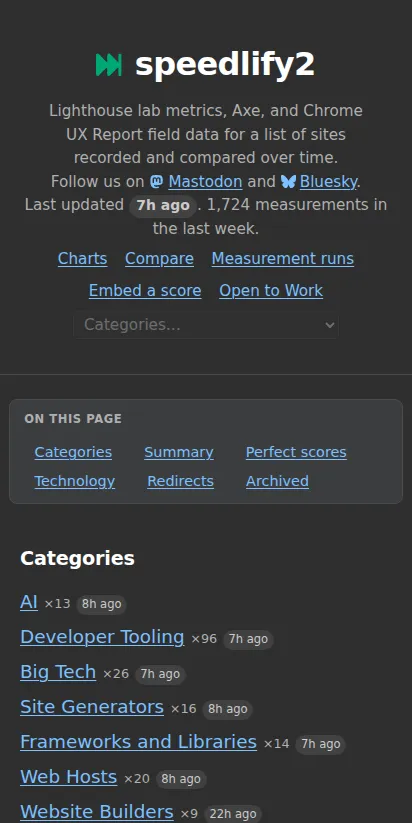 speedlify2
Lighthouse lab metrics, Axe, and Chrome
UX Report field data for a list of sites
recorded and compared over time.
Follow us on Mastodon and Bluesky.
Last updated 7h ago. 1,724 measurements in
the last week.
Charts Compare Measurement runs
Embed a score Open to Work
Categories...
ON THIS PAGE
Categories Summary Perfect scores
Technology Redirects Archived
Categories
AI ×13 8h ago
Developer Tooling ×96 7h ago
Big Tech ×26 7h ago
Site Generators ×16 8h ago
Frameworks and Libraries ×14 7h ago
Web Hosts ×20 8h ago
Website Builders ×9 22h ago